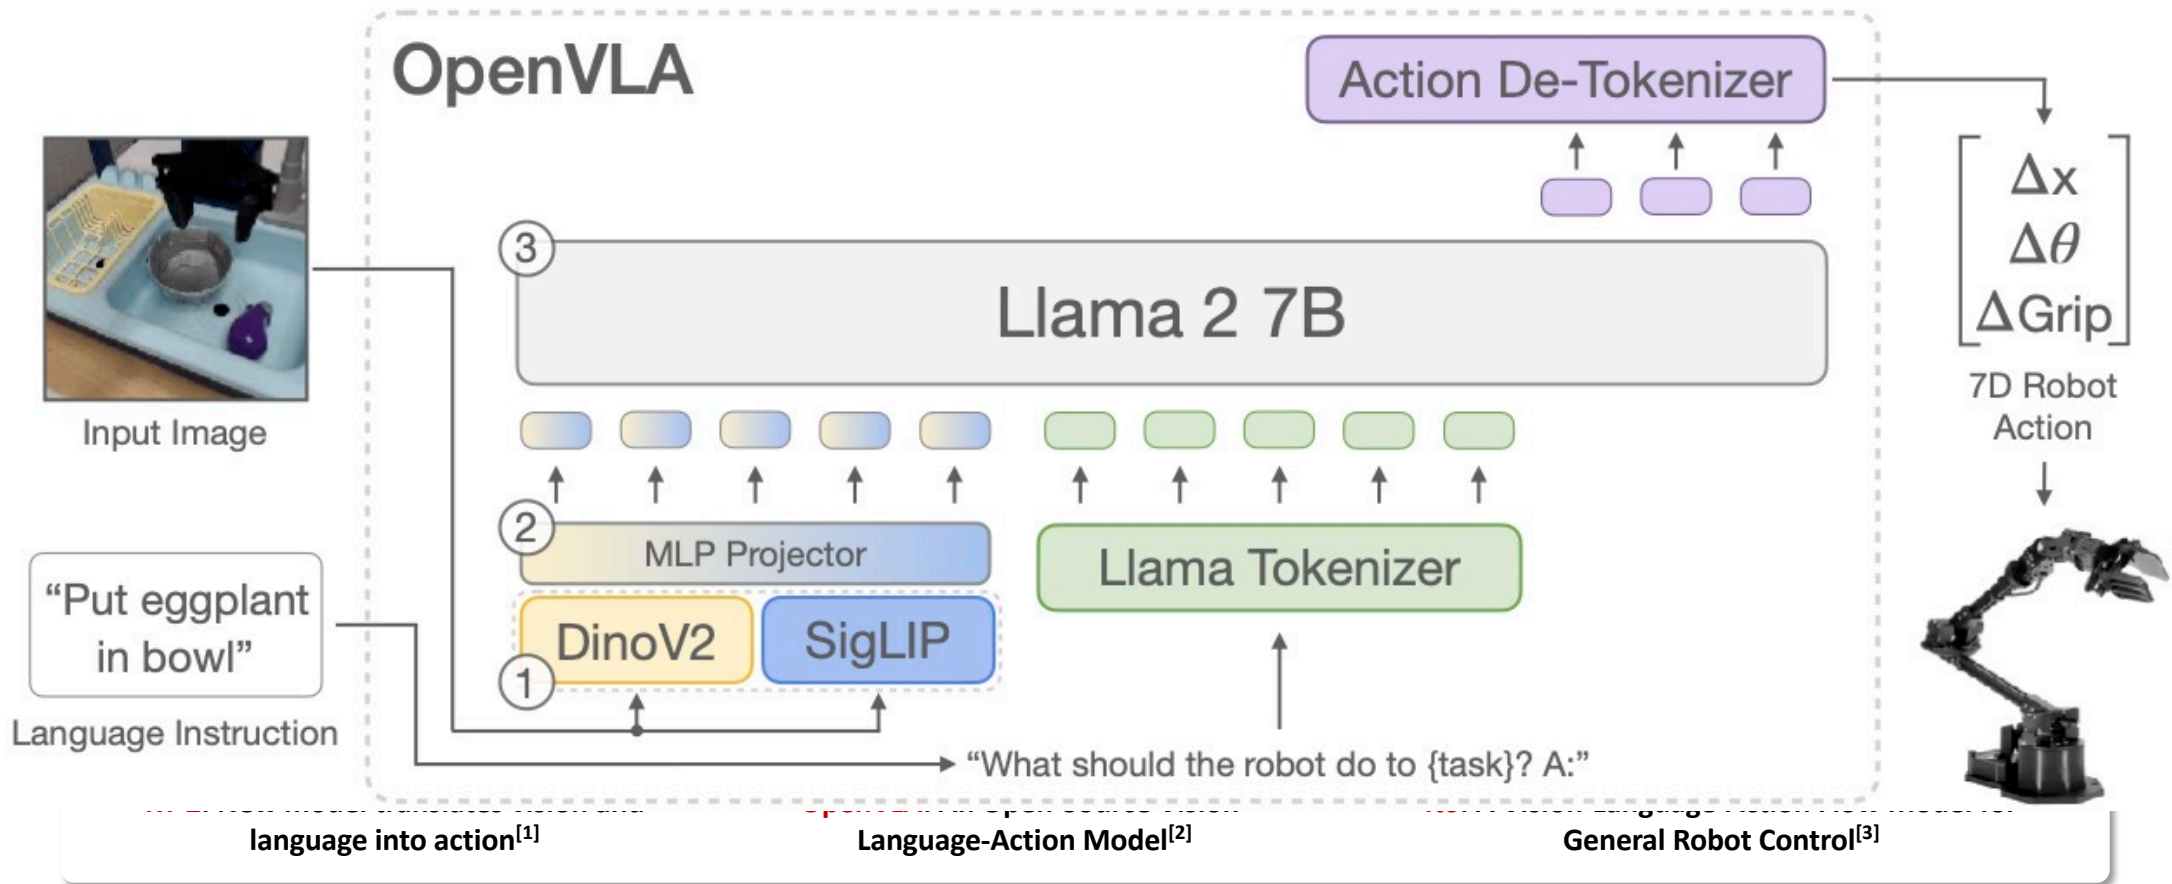 OpenVLA
Action De-Tokenizer
Δx
Δθ
ΔGrip
7D Robot
Action
3
Llama 2 7B
Input Image
2
MLP Projector
Llama Tokenizer
"Put eggplant
in bowl"
Language Instruction
1
DinoV2
SigLIP
"What should the robot do to {task}? A:"
language into action[1]
Language-Action Model[2]
General Robot Control[3]